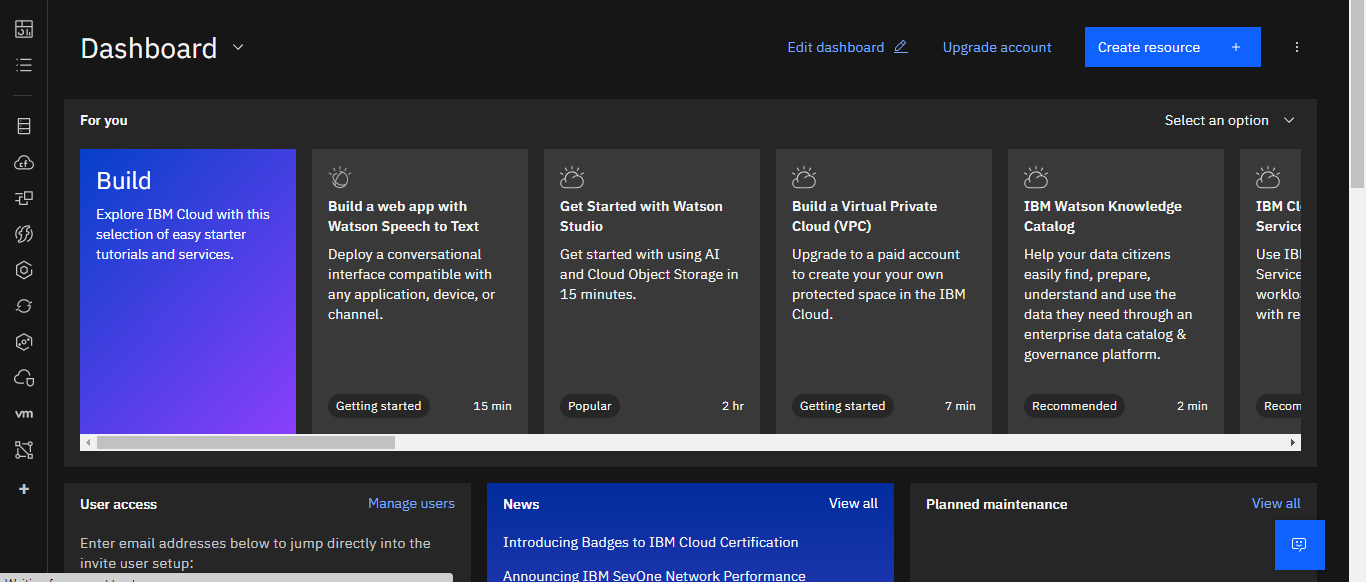 Dashboard
Edit dashboard
Upgrade account
Create resource +
For you
Select an option
Build
Explore IBM Cloud with this
selection of easy starter
tutorials and services.
Build a web app with
Watson Speech to Text
Deploy a conversational
interface compatible with
any application, device, or
channel.
Getting started
15 min
Get Started with Watson
Studio
Get started with using AI
and Cloud Object Storage in
15 minutes.
Popular
2 hr
Build a Virtual Private
Cloud (VPC)
Upgrade to a paid account
to create your your own
protected space in the IBM
Cloud.
Getting started
7 min
IBM Watson Knowledge
Catalog
Help your data citizens
easily find, prepare,
understand and use the
data they need through an
enterprise data catalog &
governance platform.
Recommended
2 min
IBM Cl
Service
Use IB
Service
worklo
with re
Recom
cf
vm
User access
Manage users
Enter email addresses below to jump directly into the
invite user setup:
News
View all
Introducing Badges to IBM Cloud Certification
Announcing IBM SevOne Network Performance
Planned maintenance
View all